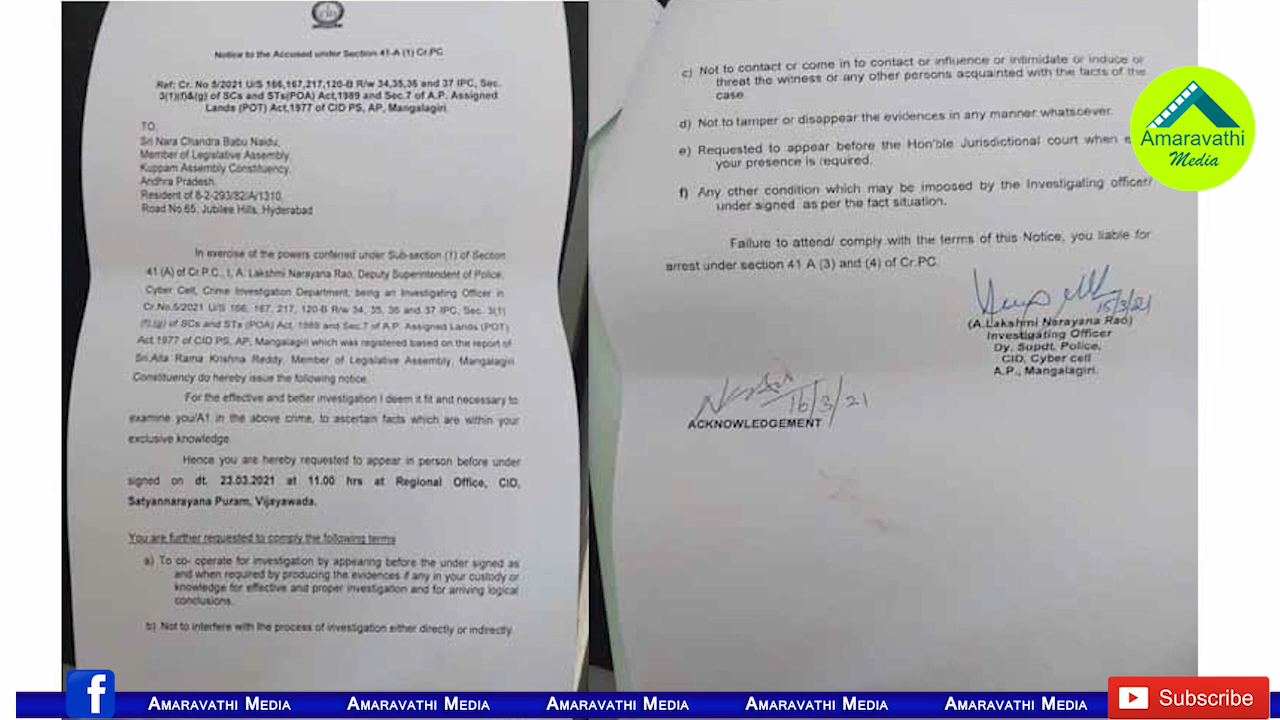 Notice to the Accused under Section 41-A (1) Cr.PC
Ref: Cr. No 5/2021 U/S 166,167,217,120-B R/w 34,35,36 and 37 IPC, Sec.
3(1)(f)&(g) of SCs and STs(POA) Act,1989 and Sec.7 of A.P. Assigned
Lands (POT) Act,1977 of CID PS, AP, Mangalagiri.
TO,
Sri Nara Chandra Babu Naidu,
Member of Legislative Assembly,
Kuppam Assembly Constituency,
Andhra Pradesh.
Resident of 8-2-293/82/A/1310,
Road No.65, Jubilee Hills, Hyderabad
In exercise of the powers conferred under Sub-section (1) of Section
41 (A) of Cr.P.C., I, A. Lakshmi Narayana Rao, Deputy Superintendent of Police,
Cyber Cell, Crime Investigation Department, being an Investigating Officer in
Cr.No.5/2021 U/S 166, 167, 217, 120-B R/w 34, 35, 36 and 37 IPC, Sec. 3(1)
(f),(g) of SCs and STs (POA) Act, 1989 and Sec.7 of A.P. Assigned Lands (POT)
Act,1977 of CID PS, AP, Mangalagiri which was registered based on the report of
Sri.Alla Rama Krishna Reddy, Member of Legislative Assembly, Mangalagiri
Constituency do hereby issue the following notice.
For the effective and better investigation I deem it fit and necessary to
examine you/A1 in the above crime, to ascertain facts which are within your
exclusive knowledge.
Hence you are hereby requested to appear in person before under
signed on dt. 23.03.2021 at 11.00 hrs at Regional Office, CID,
Satyannarayana Puram, Vijayawada.
You are further requested to comply the following terms
a) To co- operate for investigation by appearing before the under signed as
and when required by producing the evidences if any in your custody or
knowledge for effective and proper investigation and for arriving logical
conclusions.
b) Not to interfere with the process of investigation either directly or indirectly
c) Not to contact or come in to contact or influence or intimidate or induce or
threat the witness or any other persons acquainted with the facts of the
case.
d) Not to tamper or disappear the evidences in any manner whatsoever.
e) Requested to appear before the Hon'ble Jurisdictional court when
your presence is required.
f) Any other condition which may be imposed by the Investigating officer/
under signed as per the fact situation.
Failure to attend/ comply with the terms of this Notice, you liable for
arrest under section 41 A (3) and (4) of Cr.PC.
15/3/21
(A.Lakshmi Narayana Rao)
Investigating Officer
Dy. Supdt. Police,
CID, Cyber cell
A.P., Mangalagiri.
16/3/21
ACKNOWLEDGEMENT
Amaravathi
Media
f
AMARAVATHI MEDIA AMARAVATHI MEDIA AMARAVATHI MEDIA AMARAVATHI MEDIA AMARAVATHI MEDIA
Subscribe